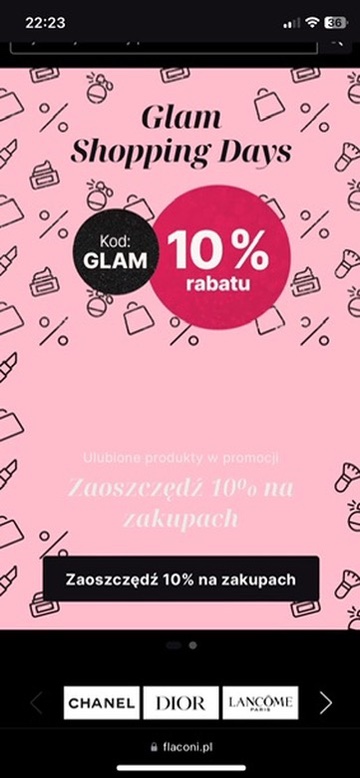 22:23
36
Glam
Shopping Days
Kod:
GLAM
10%
rabatu
Ulubione produkty w promocji
Zaoszczędź 10% na
zakupach
Zaoszczędź 10% na zakupach
CHANEL
DIOR
LANCÔME
PARIS
flaconi.pl